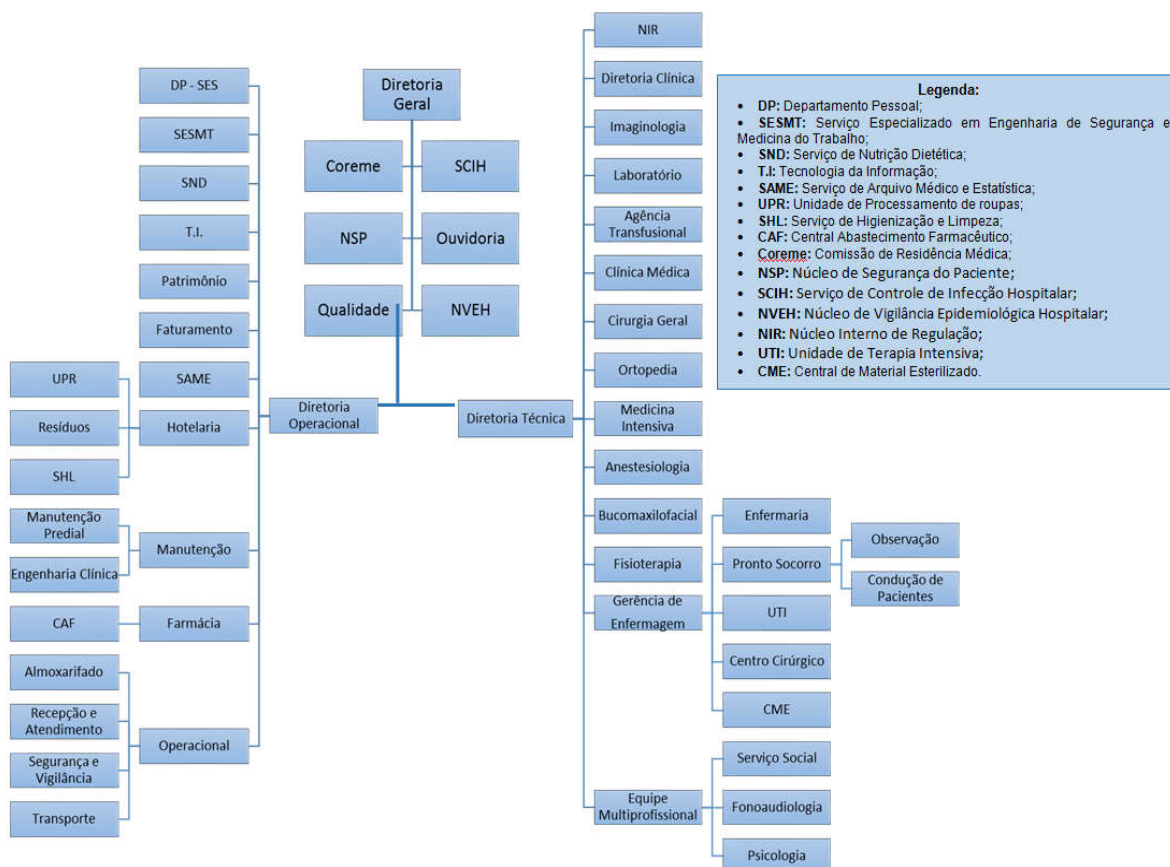 Diretoria
Geral
Coreme
SCIH
NSP
Ouvidoria
Qualidade
NVEH
Diretoria
Operacional
Diretoria Técnica
DP - SES
SESMT
SND
T.I.
Patrimônio
Faturamento
SAME
Hotelaria
UPR
Resíduos
SHL
Manutenção
Manutenção
Predial
Engenharia Clínica
Farmácia
CAF
Operacional
Almoxarifado
Recepção e
Atendimento
Segurança e
Vigilância
Transporte
NIR
Diretoria Clínica
Imaginologia
Laboratório
Agência
Transfusional
Clínica Médica
Cirurgia Geral
Ortopedia
Medicina
Intensiva
Anestesiologia
Bucomaxilofacial
Fisioterapia
Gerência de
Enfermagem
Enfermaria
Pronto Socorro
Observação
Condução de
Pacientes
UTI
Centro Cirúrgico
CME
Equipe
Multiprofissional
Serviço Social
Fonoaudiologia
Psicologia
Legenda:
• DP: Departamento Pessoal;
• SESMT: Serviço Especializado em Engenharia de Segurança e
Medicina do Trabalho;
• SND: Serviço de Nutrição Dietética;
• T.I: Tecnologia da Informação;
• SAME: Serviço de Arquivo Médico e Estatística;
• UPR: Unidade de Processamento de roupas;
• SHL: Serviço de Higienização e Limpeza;
• CAF: Central Abastecimento Farmacêutico;
• Coreme: Comissão de Residência Médica;
• NSP: Núcleo de Segurança do Paciente;
• SCIH: Serviço de Controle de Infecção Hospitalar;
• NVEH: Núcleo de Vigilância Epidemiológica Hospitalar;
• NIR: Núcleo Interno de Regulação;
• UTI: Unidade de Terapia Intensiva;
• CME: Central de Material Esterilizado.